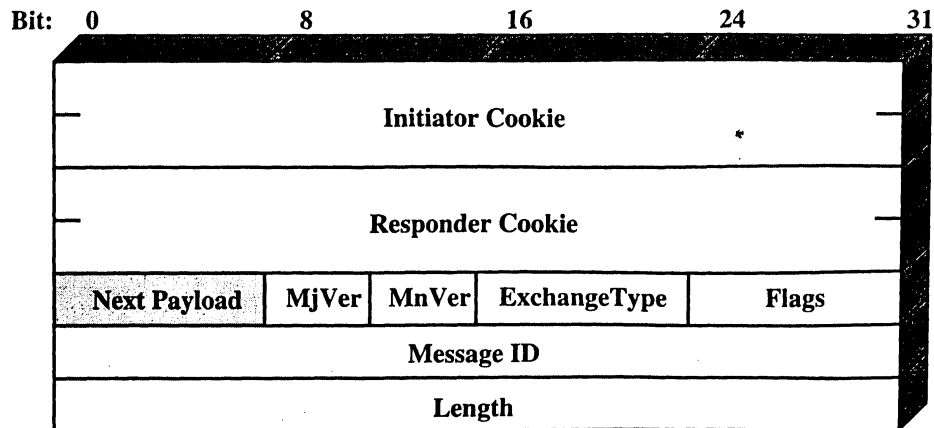 Bit: 0 8 16 24 31
Initiator Cookie
Responder Cookie
Next Payload MjVer MnVer ExchangeType Flags
Message ID
Length